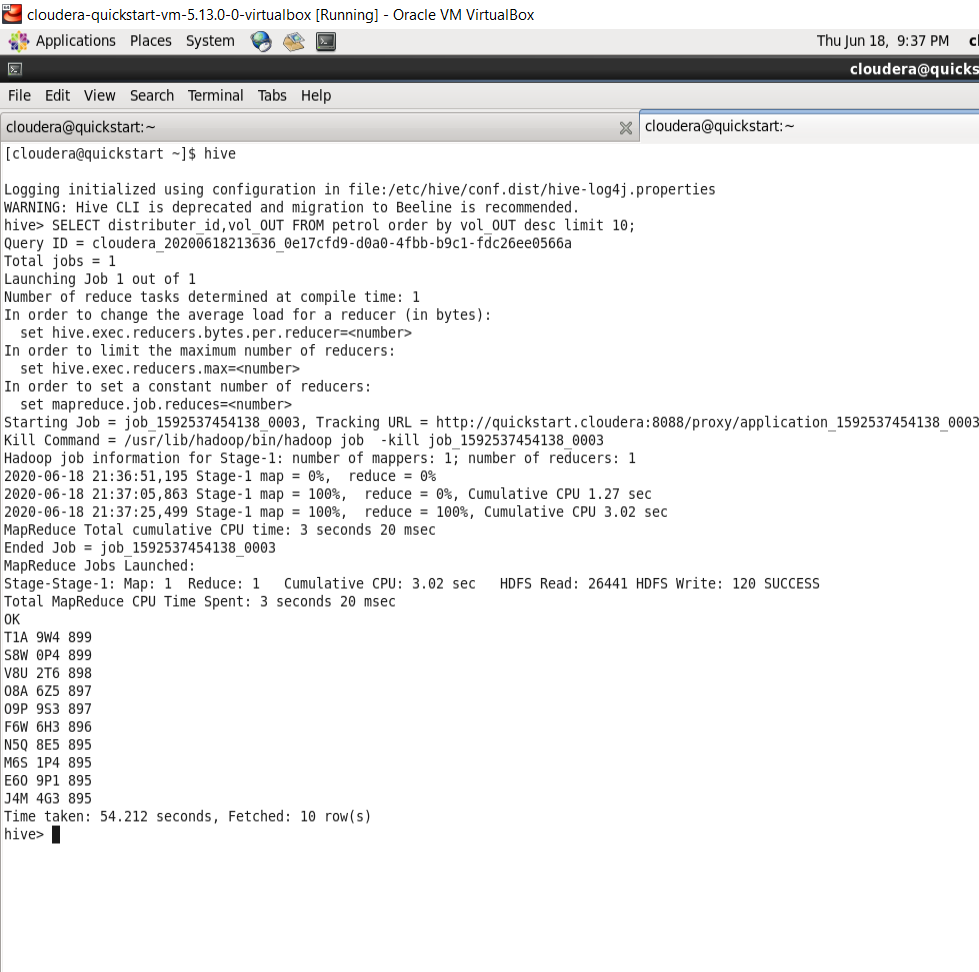 cloudera-quickstart-vm-5.13.0-0-virtualbox [Running] - Oracle VM VirtualBox
Applications Places System Thu Jun 18, 9:37 PM cl
cloudera@quicks
File Edit View Search Terminal Tabs Help
cloudera@quickstart:~ cloudera@quickstart:~
[cloudera@quickstart ~]$ hive
Logging initialized using configuration in file:/etc/hive/conf.dist/hive-log4j.properties
WARNING: Hive CLI is deprecated and migration to Beeline is recommended.
hive> SELECT distributer_id,vol_OUT FROM petrol order by vol_OUT desc limit 10;
Query ID = cloudera_20200618213636_0e17cfd9-d0a0-4fbb-b9c1-fdc26ee0566a
Total jobs = 1
Launching Job 1 out of 1
Number of reduce tasks determined at compile time: 1
In order to change the average load for a reducer (in bytes):
  set hive.exec.reducers.bytes.per.reducer=<number>
In order to limit the maximum number of reducers:
  set hive.exec.reducers.max=<number>
In order to set a constant number of reducers:
  set mapreduce.job.reduces=<number>
Starting Job = job_1592537454138_0003, Tracking URL = http://quickstart.cloudera:8088/proxy/application_1592537454138_0003
Kill Command = /usr/lib/hadoop/bin/hadoop job  -kill job_1592537454138_0003
Hadoop job information for Stage-1: number of mappers: 1; number of reducers: 1
2020-06-18 21:36:51,195 Stage-1 map = 0%,  reduce = 0%
2020-06-18 21:37:05,863 Stage-1 map = 100%,  reduce = 0%, Cumulative CPU 1.27 sec
2020-06-18 21:37:25,499 Stage-1 map = 100%,  reduce = 100%, Cumulative CPU 3.02 sec
MapReduce Total cumulative CPU time: 3 seconds 20 msec
Ended Job = job_1592537454138_0003
MapReduce Jobs Launched:
Stage-Stage-1: Map: 1  Reduce: 1   Cumulative CPU: 3.02 sec   HDFS Read: 26441 HDFS Write: 120 SUCCESS
Total MapReduce CPU Time Spent: 3 seconds 20 msec
OK
T1A 9W4 899
S8W 0P4 899
V8U 2T6 898
O8A 6Z5 897
O9P 9S3 897
F6W 6H3 896
N5Q 8E5 895
M6S 1P4 895
E6O 9P1 895
J4M 4G3 895
Time taken: 54.212 seconds, Fetched: 10 row(s)
hive>